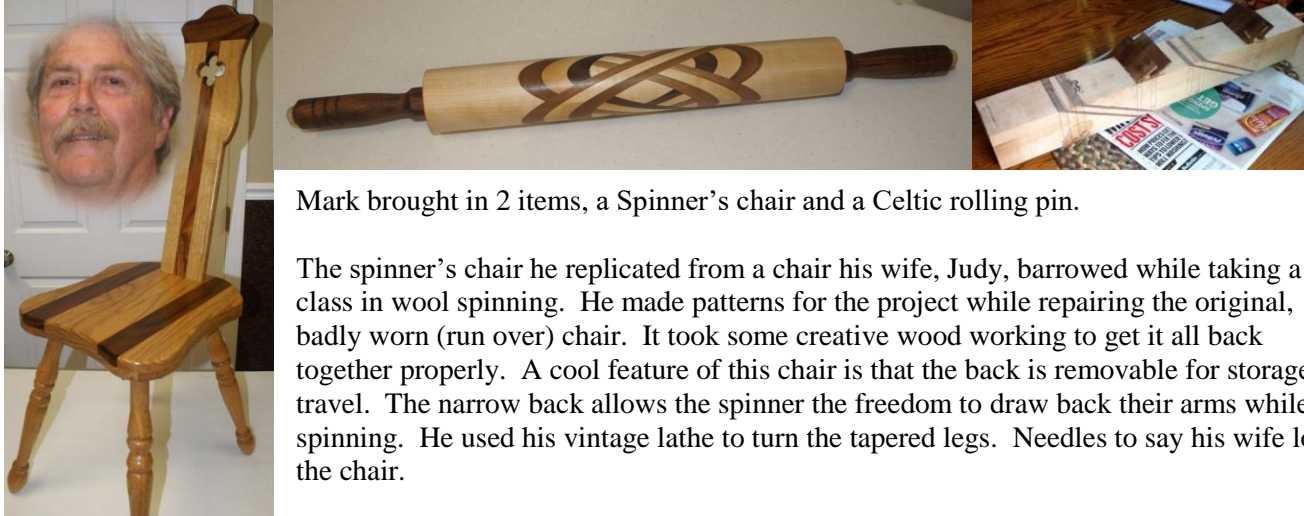 GET
COSTS!
Mark brought in 2 items, a Spinner’s chair and a Celtic rolling pin.
The spinner’s chair he replicated from a chair his wife, Judy, barrowed while taking a
class in wool spinning.  He made patterns for the project while repairing the original,
badly worn (run over) chair.  It took some creative wood working to get it all back
together properly.  A cool feature of this chair is that the back is removable for storage
travel.  The narrow back allows the spinner the freedom to draw back their arms while
spinning.  He used his vintage lathe to turn the tapered legs.  Needles to say his wife
the chair.